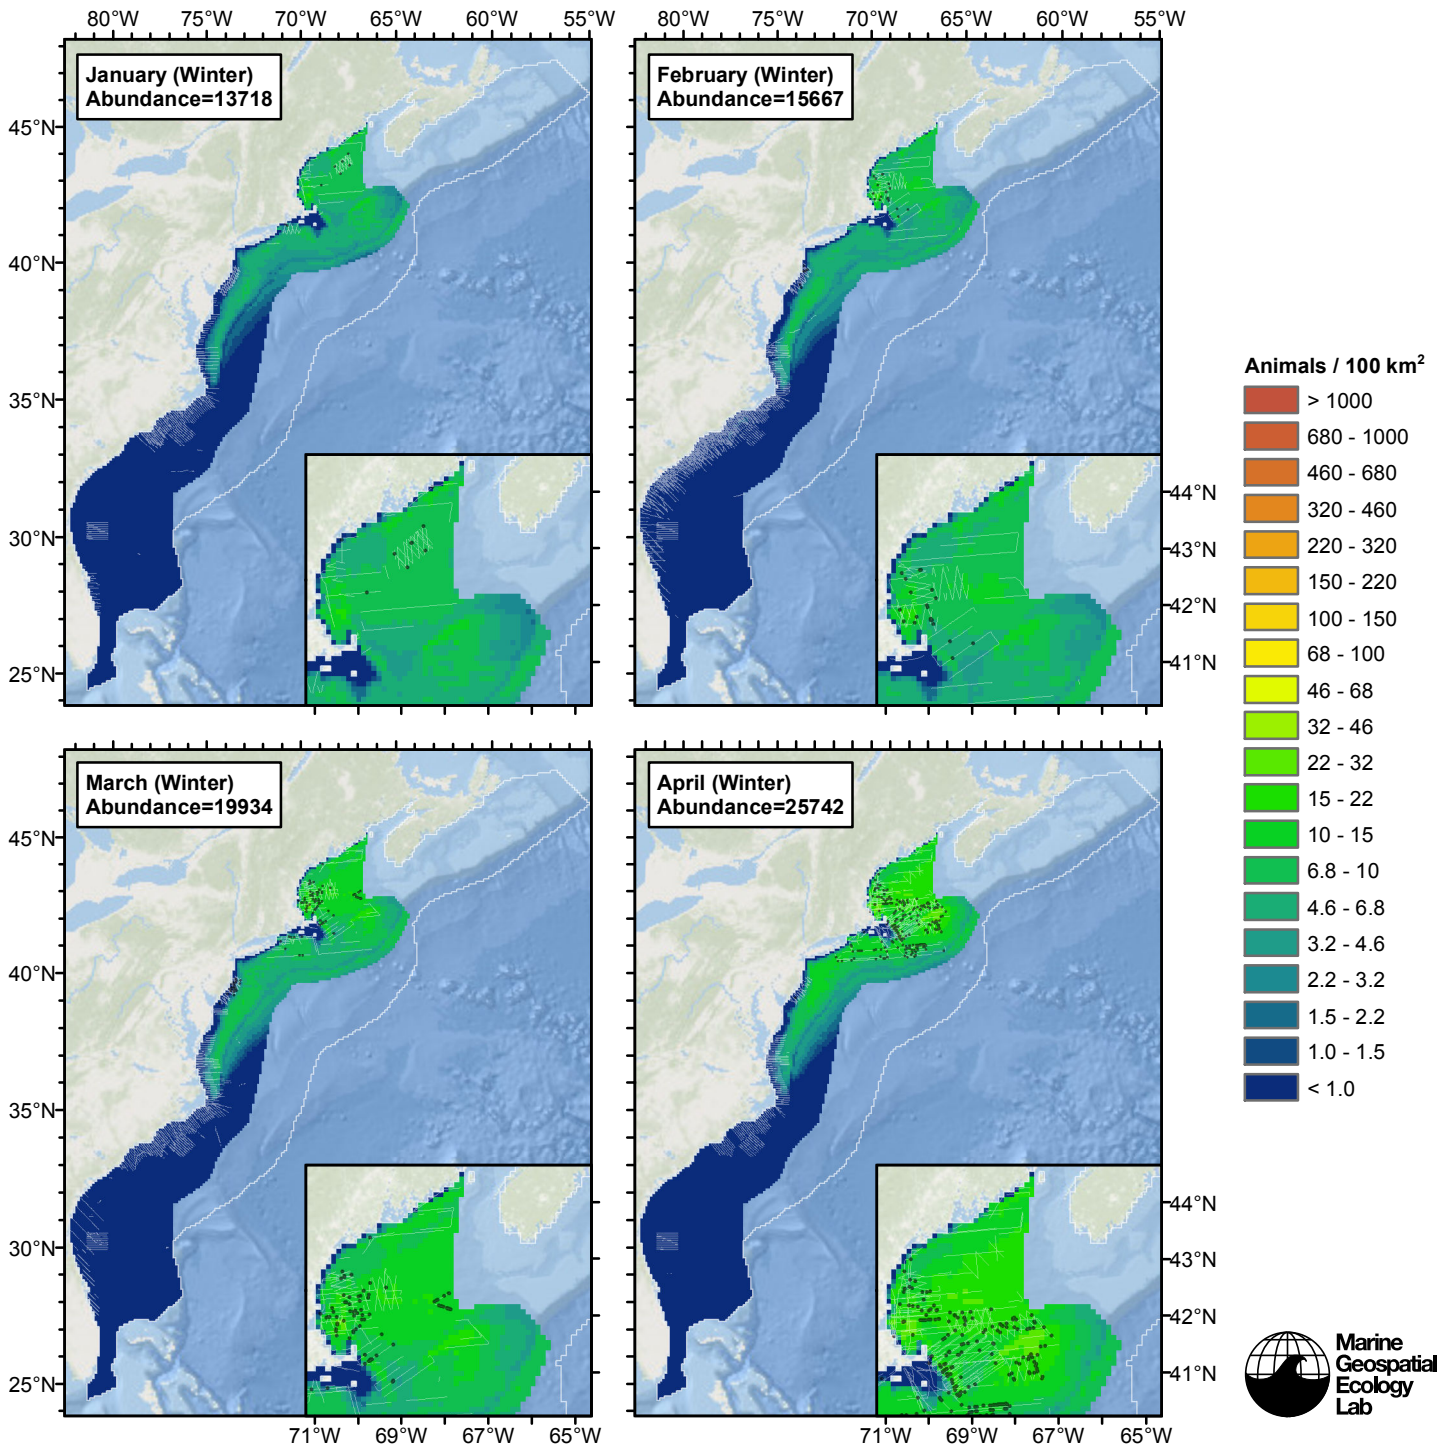 80°W 75°W 70°W 65°W 60°W 55°W 80°W 75°W 70°W 65°W 60°W 55°W
January (Winter)
Abundance=13718
February (Winter)
Abundance=15667
45°N
40°N
35°N
30°N
25°N
44°N
43°N
42°N
41°N
March (Winter)
Abundance=19934
April (Winter)
Abundance=25742
45°N
40°N
35°N
30°N
25°N
44°N
43°N
42°N
41°N
71°W 69°W 67°W 65°W 71°W 69°W 67°W 65°W
Animals / 100 km²
> 1000
680 - 1000
460 - 680
320 - 460
220 - 320
150 - 220
100 - 150
68 - 100
46 - 68
32 - 46
22 - 32
15 - 22
10 - 15
6.8 - 10
4.6 - 6.8
3.2 - 4.6
2.2 - 3.2
1.5 - 2.2
1.0 - 1.5
< 1.0
Marine
Geospatial
Ecology
Lab